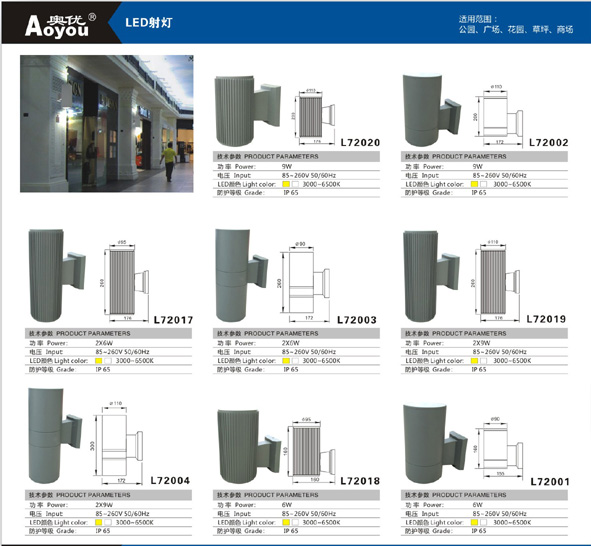 奥优®
Aoyou
LED射灯
适用范围：
公园、广场、花园、草坪、商场
L72020
技术参数 PRODUCT PARAMETERS
功 率 Power: 9W
电压 Input: 85~260V 50/60Hz
LED颜色 Light color: 3000~6500K
防护等级 Grade: IP 65
L72002
技术参数 PRODUCT PARAMETERS
功 率 Power: 9W
电压 Input: 85~260V 50/60Hz
LED颜色 Light color: 3000~6500K
防护等级 Grade: IP 65
172
L72017
技术参数 PRODUCT PARAMETERS
功 率 Power: 2X6W
电压 Input: 85~260V 50/60Hz
LED颜色 Light color: 3000~6500K
防护等级 Grade: IP 65
176
L72003
技术参数 PRODUCT PARAMETERS
功 率 Power: 2X6W
电压 Input: 85~260V 50/60Hz
LED颜色 Light color: 3000~6500K
防护等级 Grade: IP 65
ø90
260
172
L72019
技术参数 PRODUCT PARAMETERS
功 率 Power: 2X9W
电压 Input: 85~260V 50/60Hz
LED颜色 Light color: 3000~6500K
防护等级 Grade: IP 65
176
L72004
技术参数 PRODUCT PARAMETERS
功 率 Power: 2X9W
电压 Input: 85~260V 50/60Hz
LED颜色 Light color: 3000~6500K
防护等级 Grade: IP 65
300
172
L72018
技术参数 PRODUCT PARAMETERS
功 率 Power: 6W
电压 Input: 85~260V 50/60Hz
LED颜色 Light color: 3000~6500K
防护等级 Grade: IP 65
160
L72001
技术参数 PRODUCT PARAMETERS
功 率 Power: 6W
电压 Input: 85~260V 50/60Hz
LED颜色 Light color: 3000~6500K
防护等级 Grade: IP 65
ø90